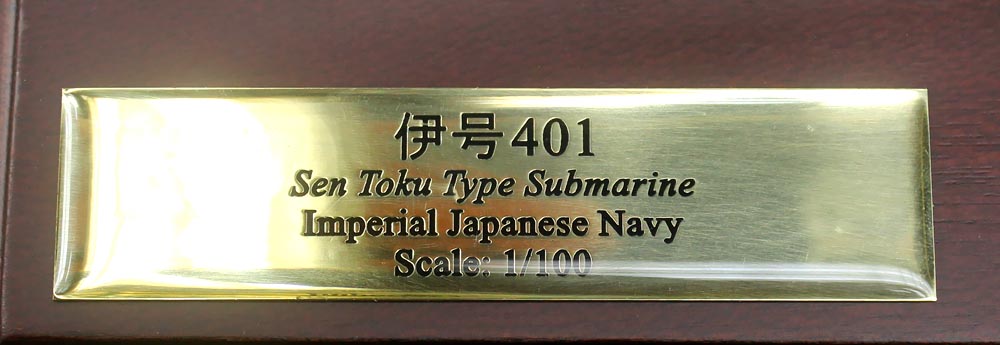 伊号401
Sen Toku Type Submarine
Imperial Japanese Navy
Scale: 1/100